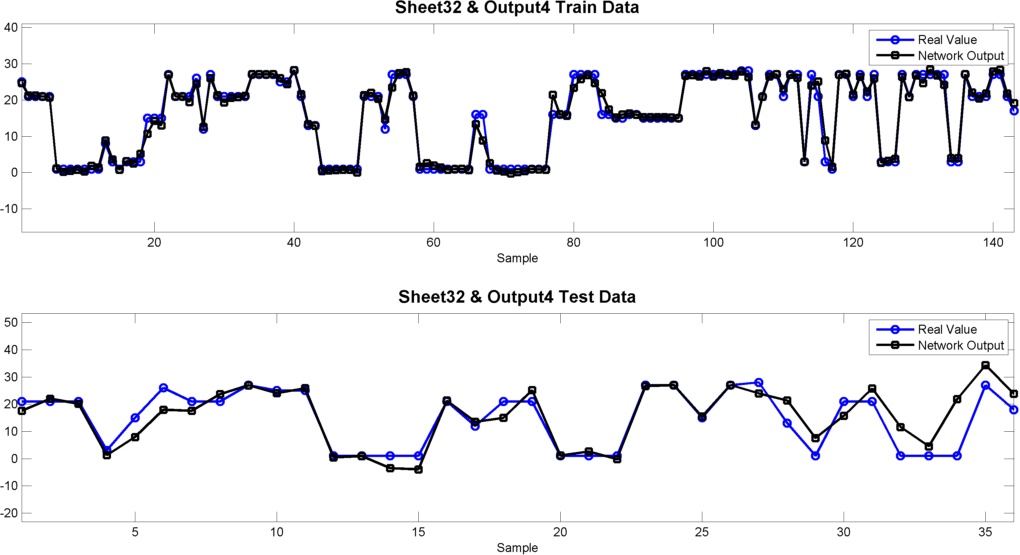 Sheet32 & Output4 Train Data
40
30
20
10
0
-10
Real Value
Network Output
20 40 60 80 100 120 140
Sample
Sheet32 & Output4 Test Data
50
40
30
20
10
0
-10
-20
Real Value
Network Output
5 10 15 20 25 30 35
Sample